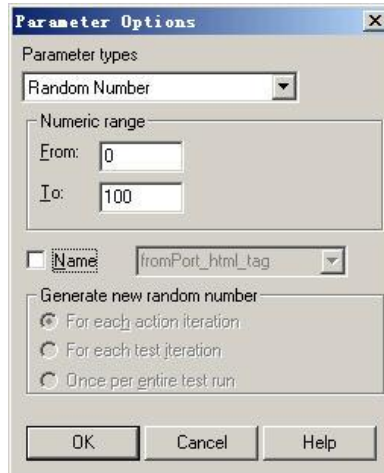 Parameter Options
Parameter types
Random Number
Numeric range
From: 0
To: 100
Name fromPort_html_tag
Generate new random number
For each action iteration
For each test iteration
Once per entire test run
OK Cancel Help